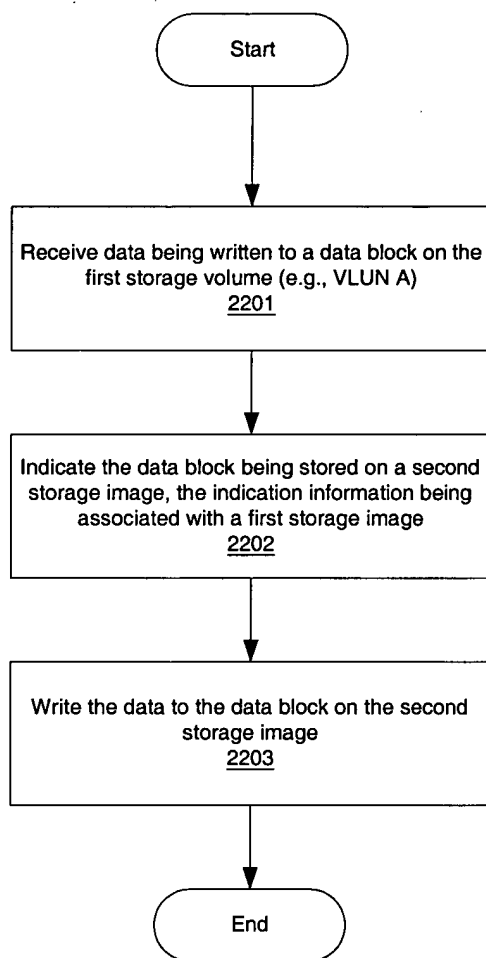 Start
Receive data being written to a data block on the
first storage volume (e.g., VLUN A)
2201
Indicate the data block being stored on a second
storage image, the indication information being
associated with a first storage image
2202
Write the data to the data block on the second
storage image
2203
End